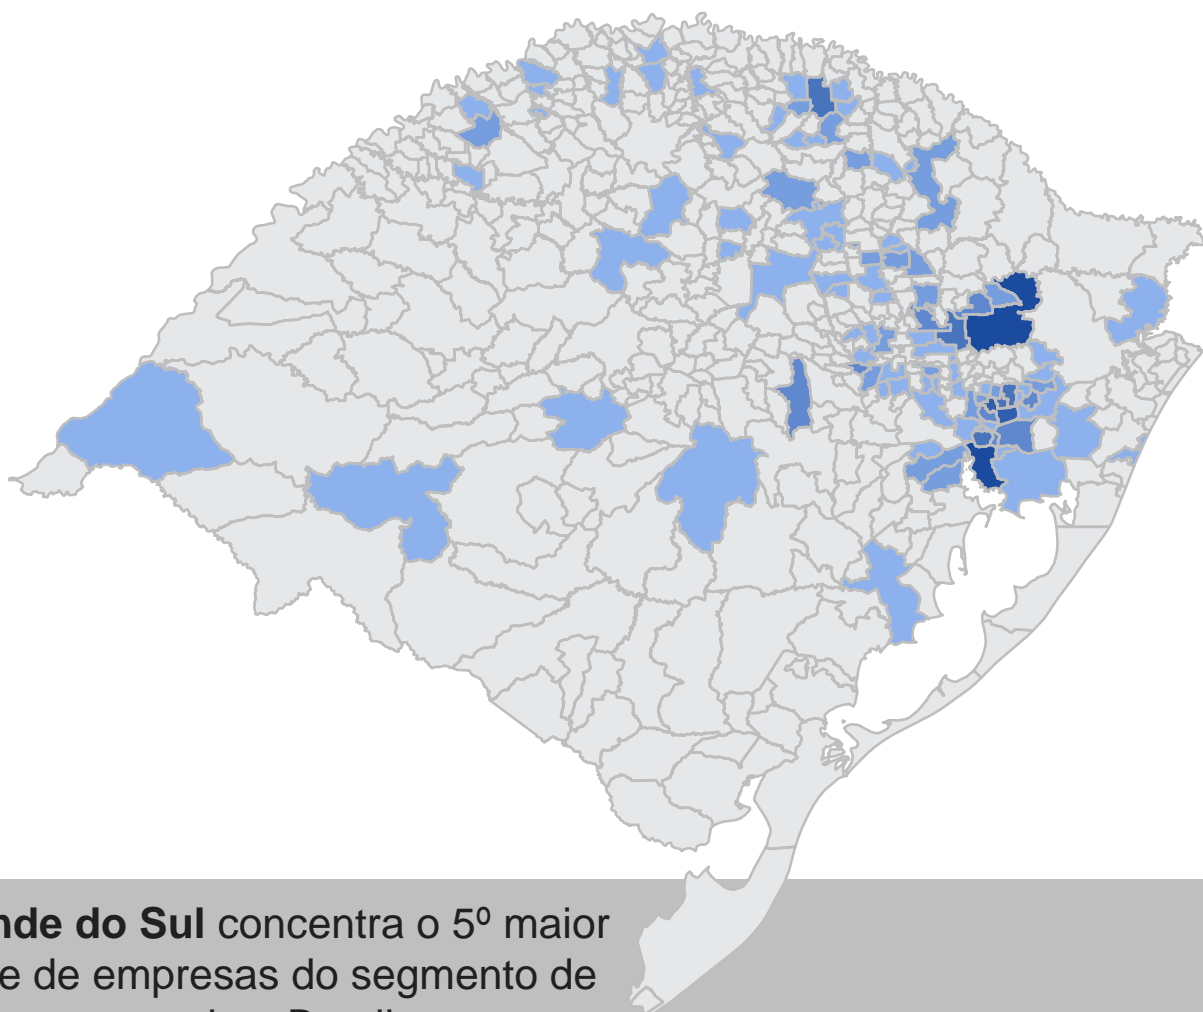 nde do Sul concentra o 5º maior
e de empresas do segmento de